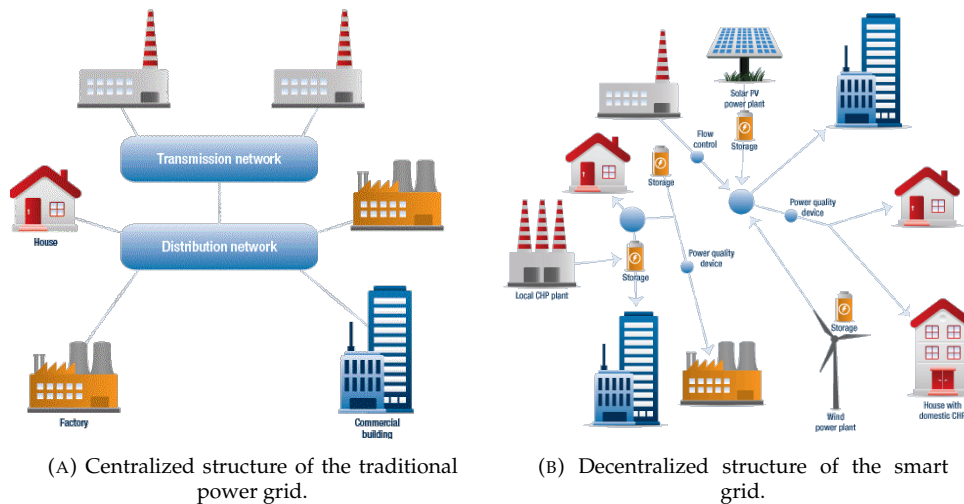 Transmission network
House
Distribution network
Factory
Commercial
building
(A) Centralized structure of the traditional
power grid.
Solar PV
power plant
Flow
control
Storage
Storage
Power quality
device
Power quality
device
Local CHP plant
Storage
Storage
Wind
power plant
House with
domestic CHP
(B) Decentralized structure of the smart
grid.